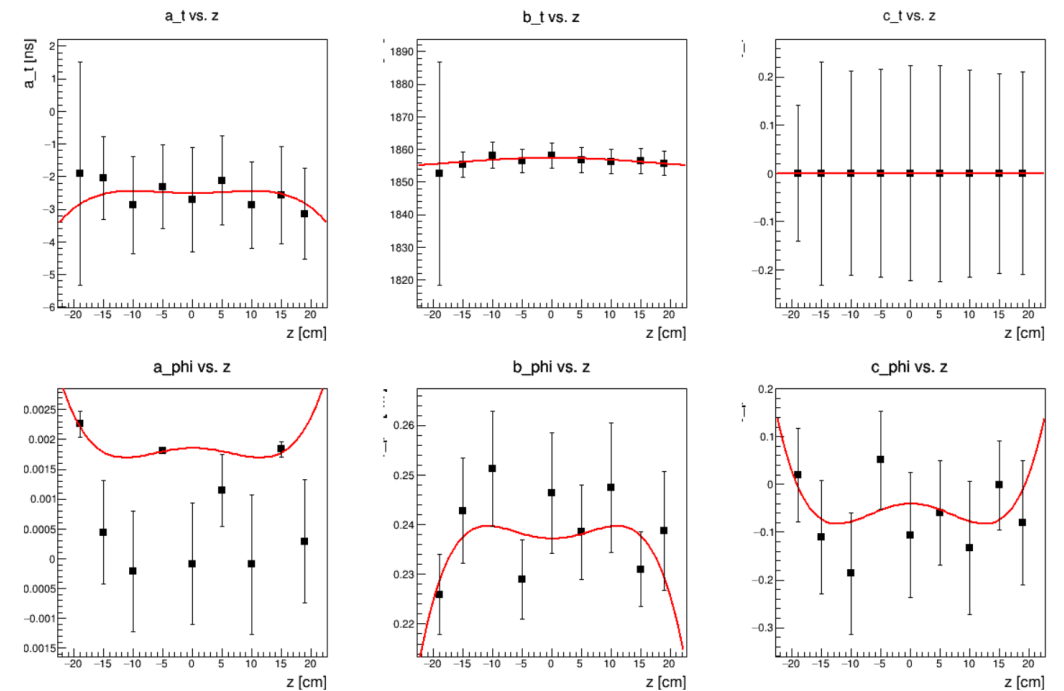 a_t vs. z
a_t [ns]
2
1
0
−1
−2
−3
−4
−5
−6
−20 −15 −10 −5 0 5 10 15 20
z [cm]
b_t vs. z
1890
1880
1870
1860
1850
1840
1830
1820
−20 −15 −10 −5 0 5 10 15 20
z [cm]
c_t vs. z
0.2
0.1
0
−0.1
−0.2
−20 −15 −10 −5 0 5 10 15 20
z [cm]
a_phi vs. z
0.0025
0.002
0.0015
0.001
0.0005
0
0.0005
−0.001
0.0015
−20 −15 −10 −5 0 5 10 15 20
z [cm]
b_phi vs. z
0.26
0.25
0.24
0.23
0.22
−20 −15 −10 −5 0 5 10 15 20
z [cm]
c_phi vs. z
0.2
0.1
0
−0.1
−0.2
−0.3
−20 −15 −10 −5 0 5 10 15 20
z [cm]